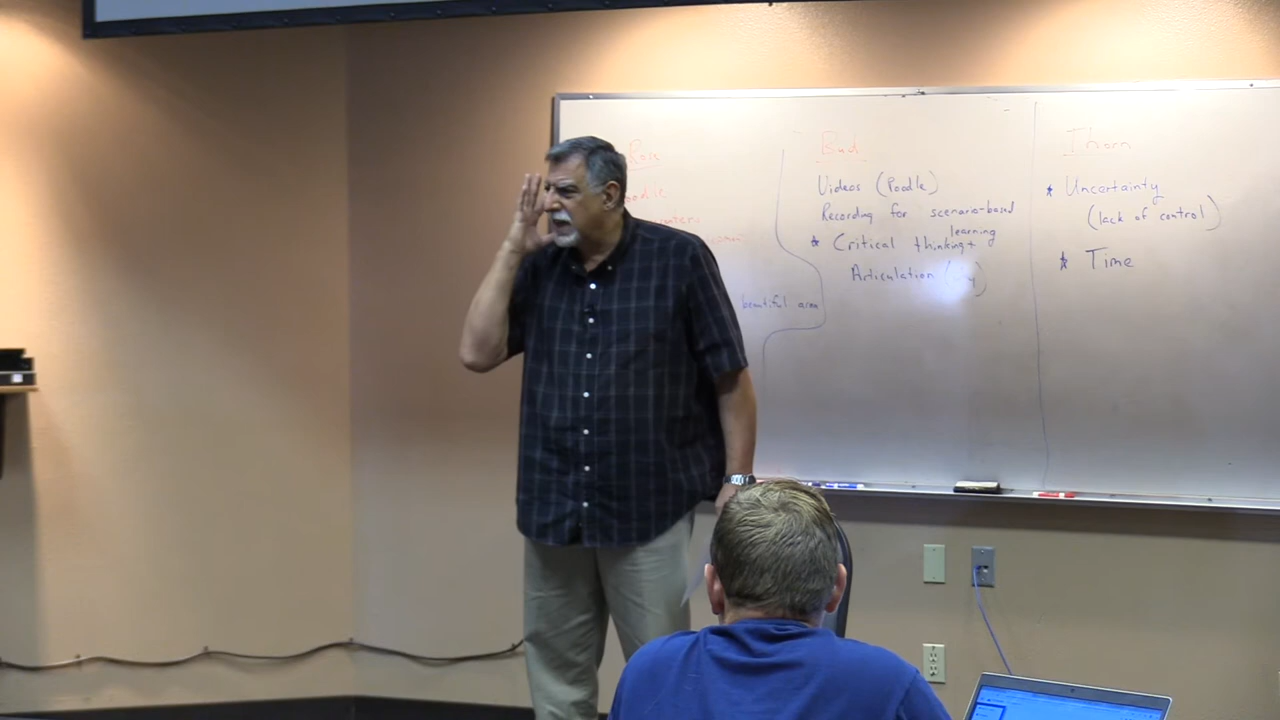 Rose
Bud
Videos (Poodle)
Recording for scenario-based
learning
* Critical thinking +
Articulation
beautiful area
Thorn
* Uncertainty
(lack of control)
* Time